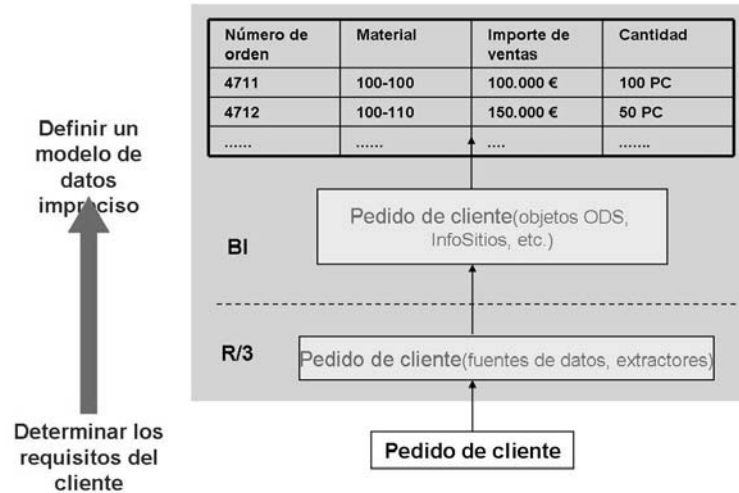 Número de orden Material Importe de ventas Cantidad
4711 100-100 100.000 € 100 PC
4712 100-110 150.000 € 50 PC
...... ...... .... .......
Definir un
modelo de
datos
impreciso
Pedido de cliente(objetos ODS,
InfoSitios, etc.)
BI
R/3
Pedido de cliente(fuentes de datos, extractores)
Determinar los
requisitos del
cliente
Pedido de cliente